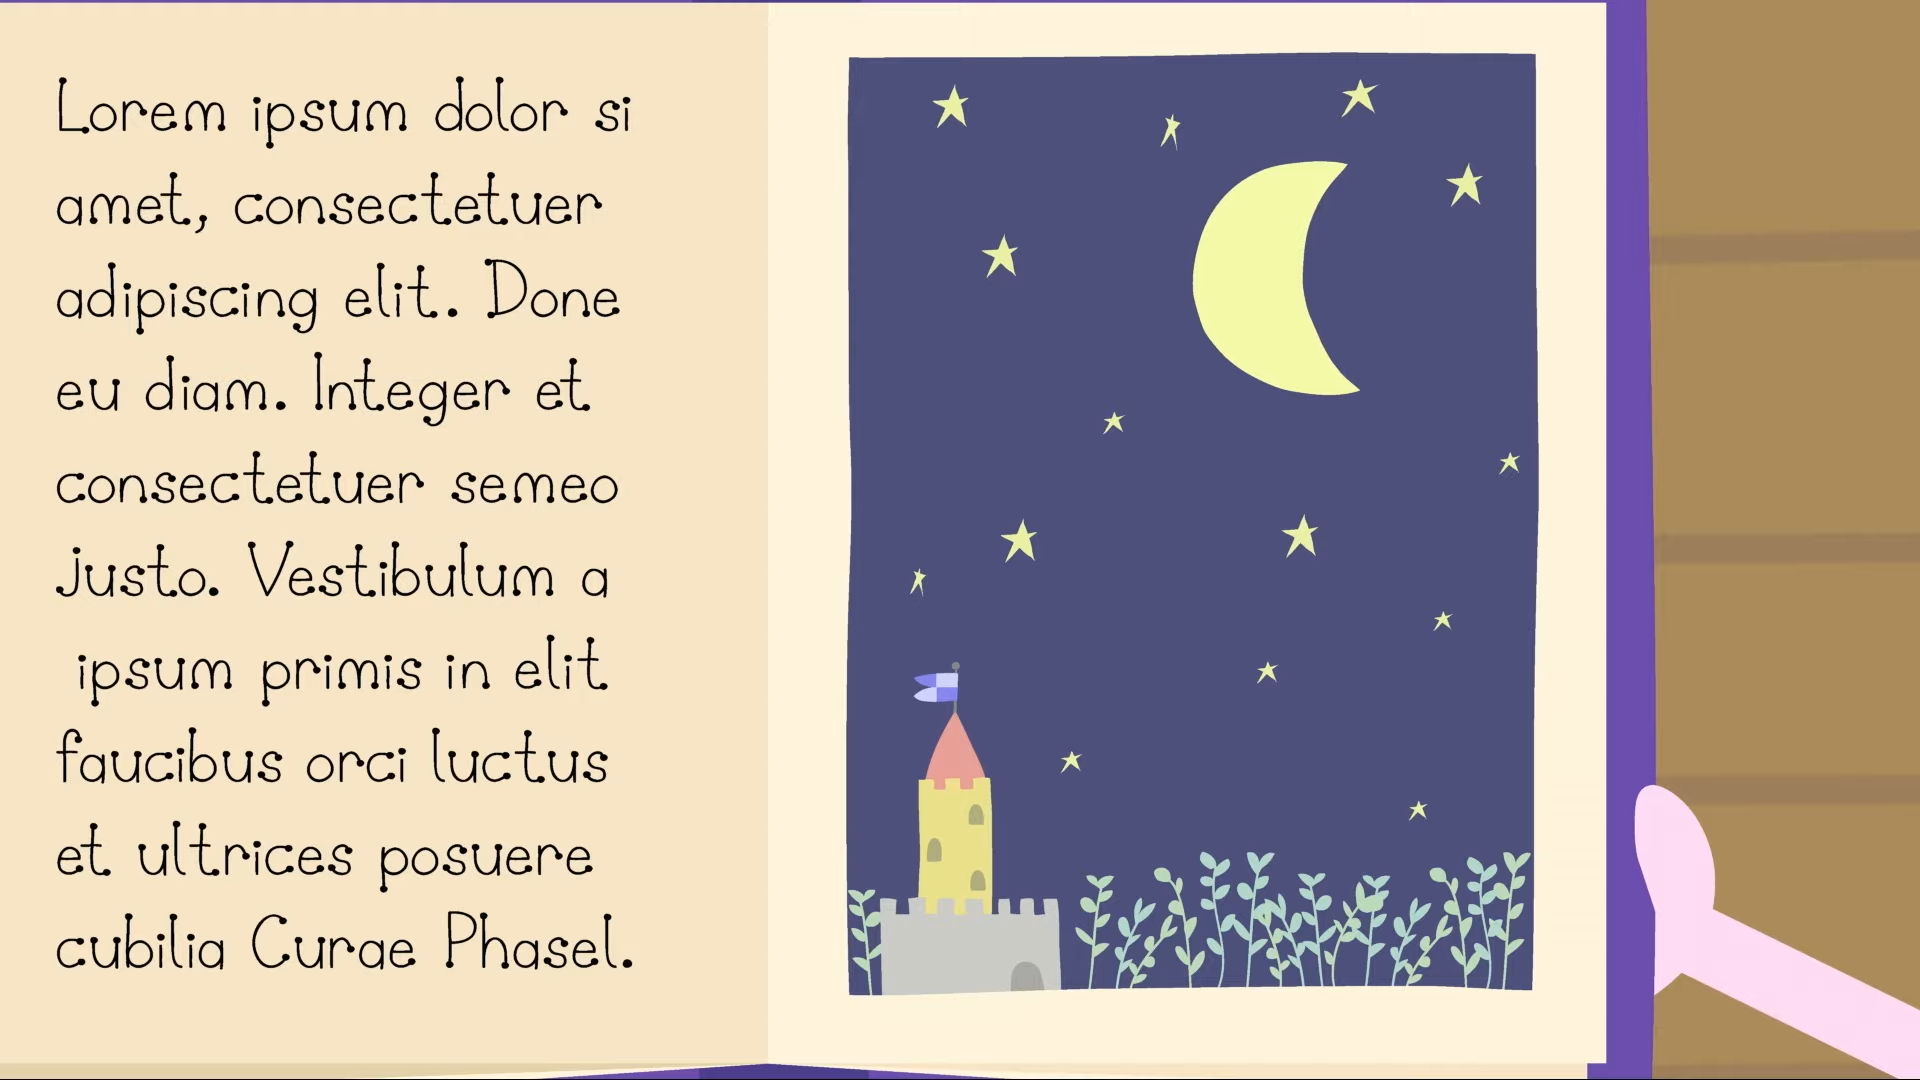 Lorem ipsum dolor si
amet, consectetuer
adipiscing elit. Done
eu diam. Integer et
consectetuer semeo
justo. Vestibulum a
ipsum primis in elit
faucibus orci luctus
et ultrices posuere
cubilia Curae Phasel.